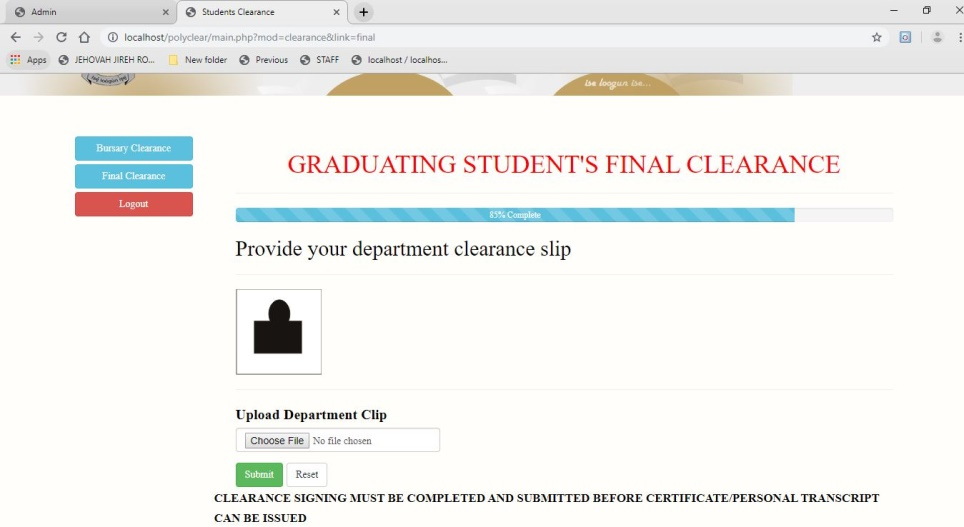 Admin
Students Clearance
localhost/polyclear/main.php?mod=clearance&link=final
Apps JEHOVAH JIREH RO... New folder Previous STAFF localhost / localhos...
ise loogun ise...
Bursary Clearance
Final Clearance
Logout
GRADUATING STUDENT'S FINAL CLEARANCE
85% Complete
Provide your department clearance slip
Upload Department Clip
Choose File No file chosen
Submit Reset
CLEARANCE SIGNING MUST BE COMPLETED AND SUBMITTED BEFORE CERTIFICATE/PERSONAL TRANSCRIPT
CAN BE ISSUED